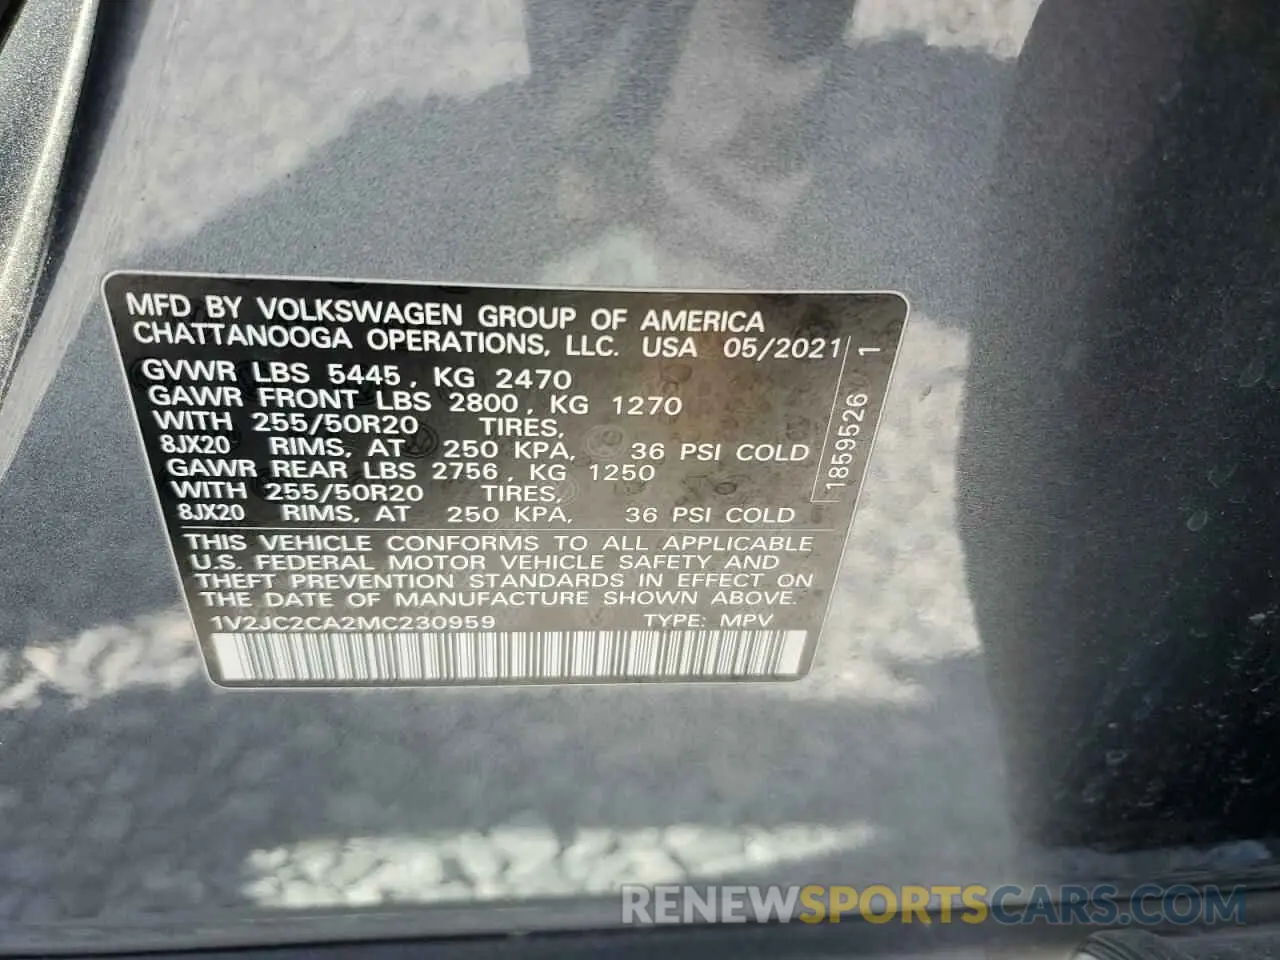 MFD BY VOLKSWAGEN GROUP OF AMERICA
CHATTANOOGA OPERATIONS, LLC. USA 05/2021
GVWR LBS 5445, KG 2470
GAWR FRONT LBS 2800, KG 1270
WITH 255/50R20 TIRES,
8JX20 RIMS, AT 250 KPA, 36 PSI COLD
GAWR REAR LBS 2756, KG 1250
WITH 255/50R20 TIRES,
8JX20 RIMS, AT 250 KPA, 36 PSI COLD
1859526 1
THIS VEHICLE CONFORMS TO ALL APPLICABLE
U.S. FEDERAL MOTOR VEHICLE SAFETY AND
THEFT PREVENTION STANDARDS IN EFFECT ON
THE DATE OF MANUFACTURE SHOWN ABOVE.
1V2JC2CA2MC230959 TYPE: MPV
RENEWSPORTSCARS.COM